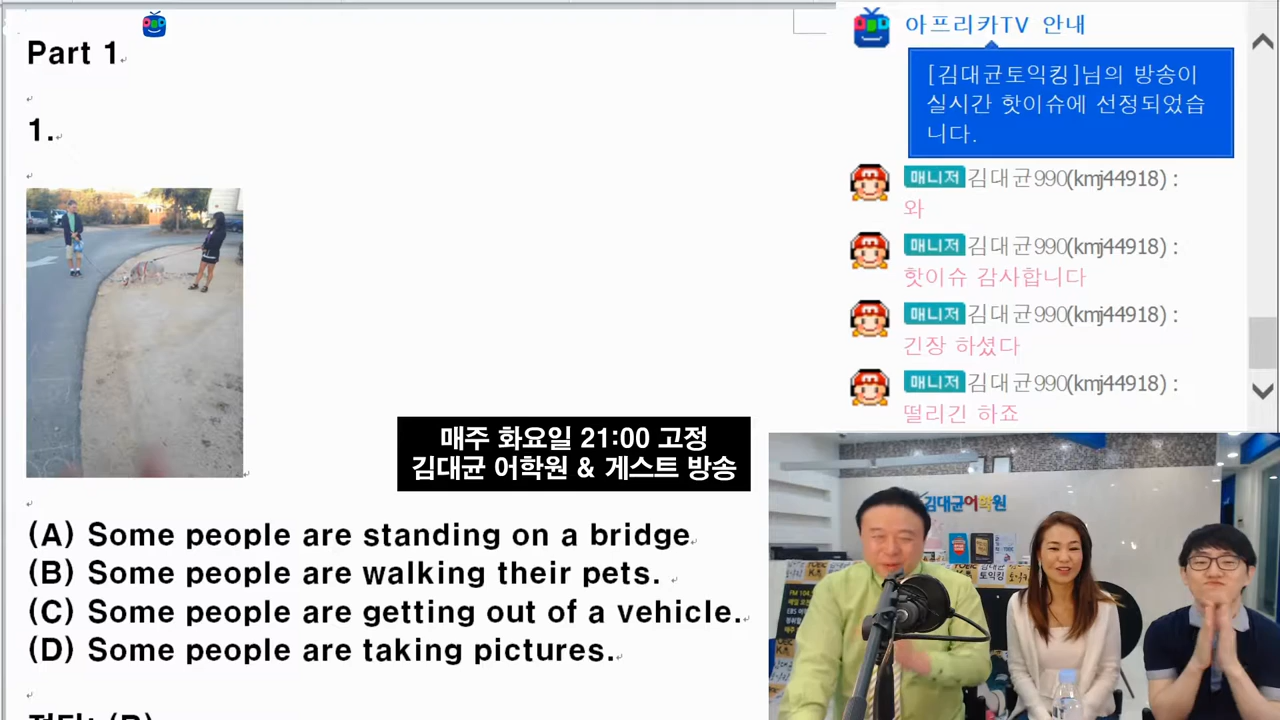 Part 1
1.
(A) Some people are standing on a bridge.
(B) Some people are walking their pets.
(C) Some people are getting out of a vehicle.
(D) Some people are taking pictures.
정답: (B)
매주 화요일 21:00 고정
김대균 어학원 & 게스트 방송
아프리카TV 안내
[김대균토익킹]님의 방송이
실시간 핫이슈에 선정되었습
니다.
매니저 김대균990(kmj44918) :
와
매니저 김대균990(kmj44918) :
핫이슈 감사합니다
매니저 김대균990(kmj44918) :
긴장 하셨다
매니저 김대균990(kmj44918) :
떨리긴 하죠
김대균어학원
토익킹